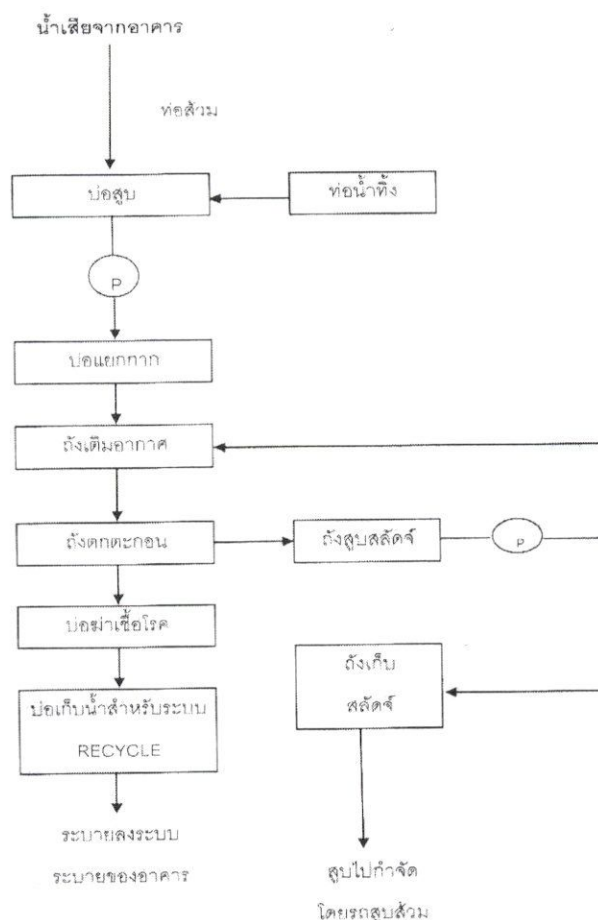 น้ำเสียจากอาคาร
ท่อส้วม
บ่อสูบ
ท่อน้ำทิ้ง
P
บ่อแยกกาก
ถังเติมอากาศ
ถังตกตะกอน
ถังสูบสลัดจ์
P
บ่อฆ่าเชื้อโรค
ถังเก็บ
สลัดจ์
บ่อเก็บน้ำสำหรับระบบ
RECYCLE
ระบายลงระบบ
ระบายของอาคาร
สูบไปกำจัด
โดยรถสูบส้วม